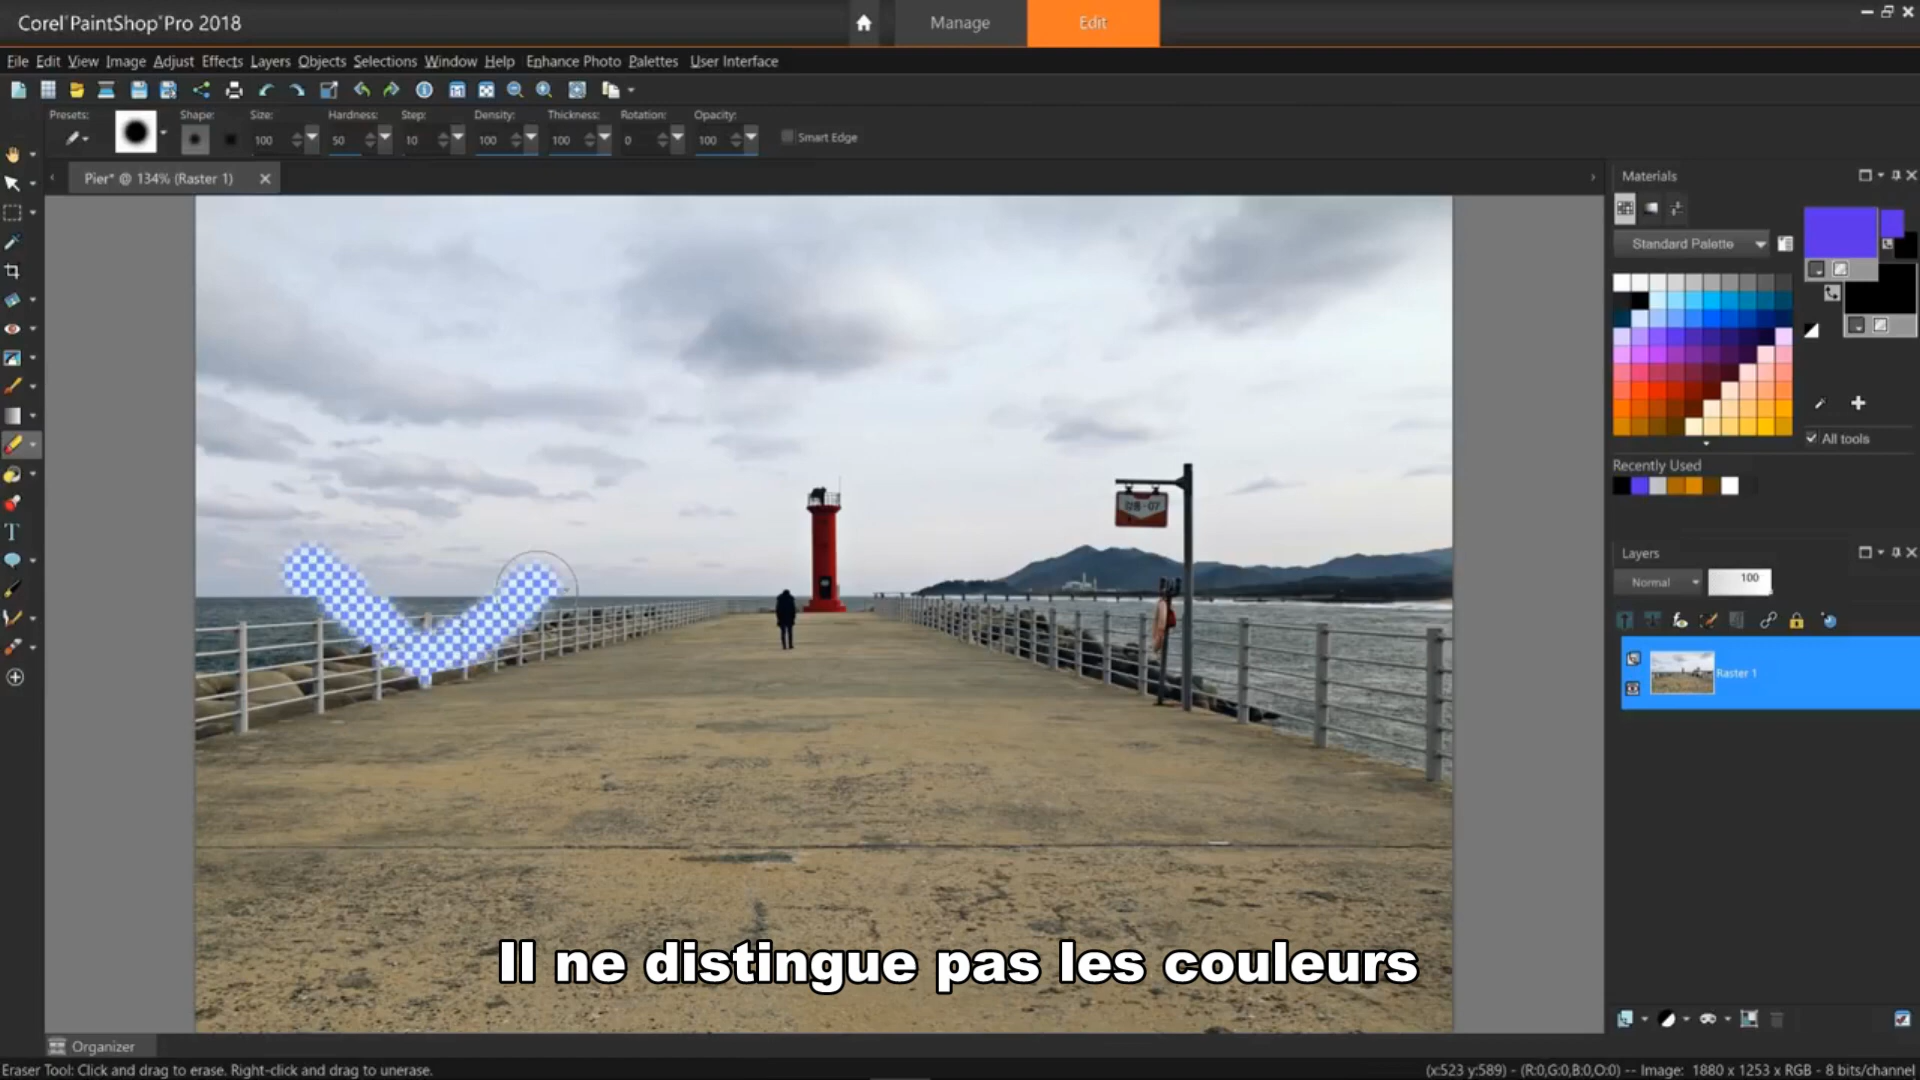 Corel PaintShop Pro 2018
Manage
Edit
File Edit View Image Adjust Effects Layers Objects Selections Window Help Enhance Photo Palettes User Interface
Presets: Shape: Size: Hardness: Step: Density: Thickness: Rotation: Opacity:
100 50 10 100 100 0 100 Smart Edge
Pier* @ 134% (Raster 1)
Materials
Standard Palette
All tools
Recently Used
Layers
Normal 100
Raster 1
Il ne distingue pas les couleurs
Organizer
Eraser Tool: Click and drag to erase. Right-click and drag to unerase.
(x:523 y:589) - (R:0,G:0,B:0,O:0) -- Image: 1880 x 1253 x RGB - 8 bits/channel